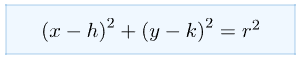 (x − h)² + (y − k)² = r²